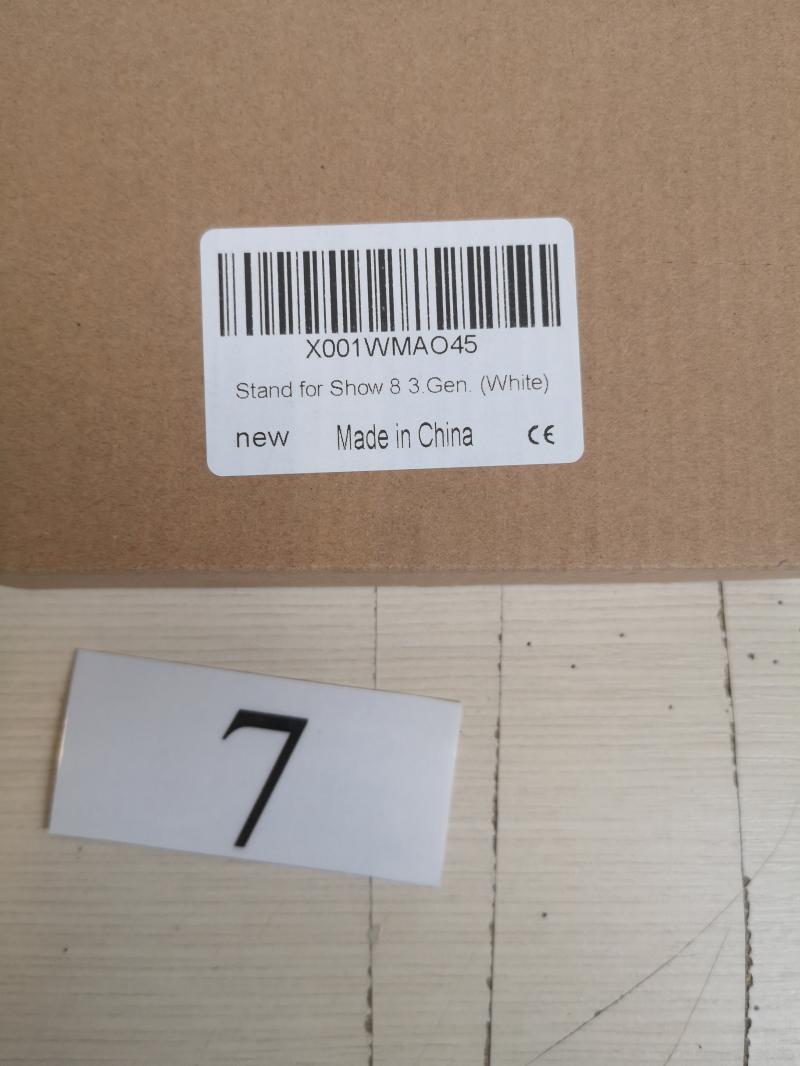 X001WMAO45
Stand for Show 8 3.Gen. (White)
new Made in China CE
7